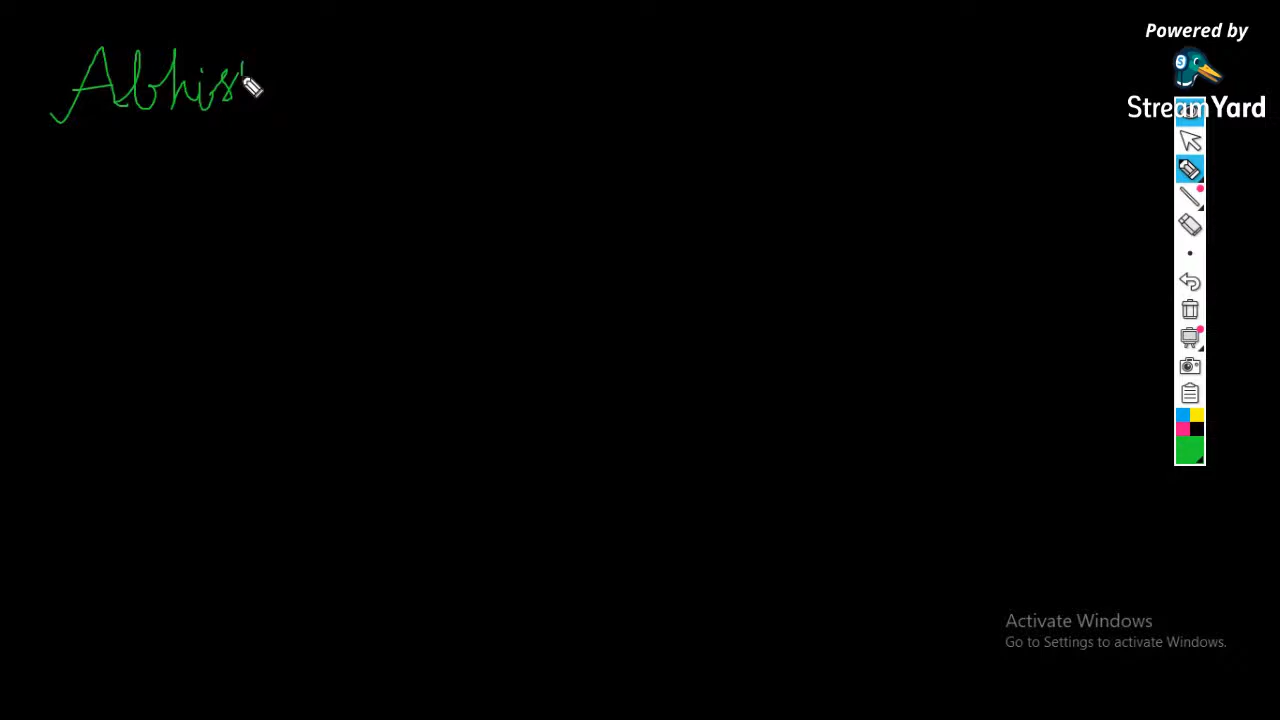 Powered by
StreamYard
Abhis
Activate Windows
Go to Settings to activate Windows.